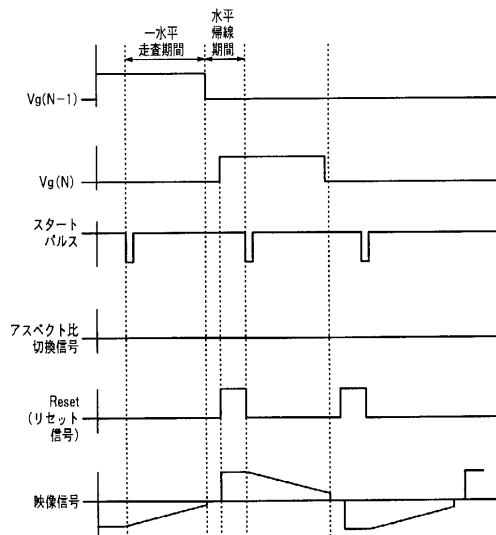 一水平
走査期間
水平
帰線
期間
Vg(N-1)
Vg(N)
スタート
パルス
アスペクト比
切換信号
Reset
(リセット
信号)
映像信号